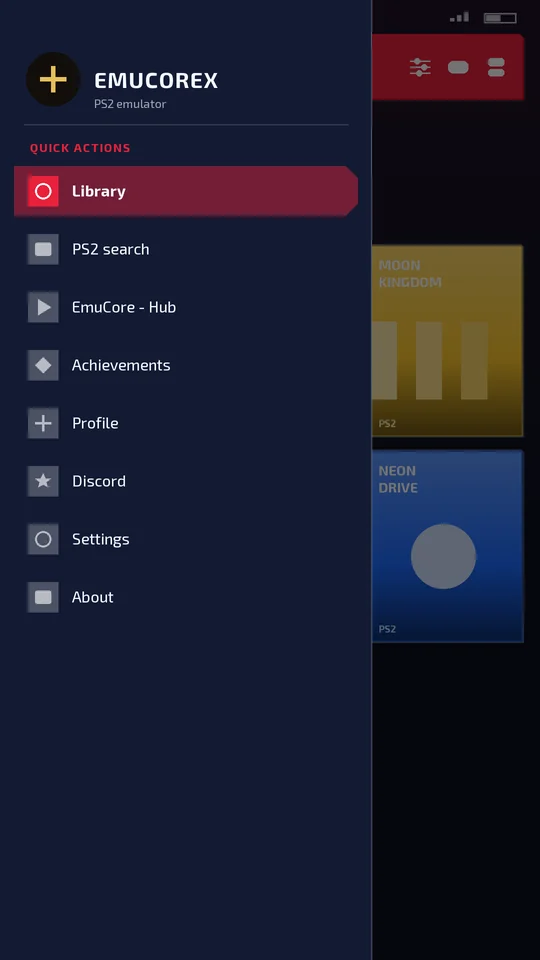 EMUCOREX
PS2 emulator
QUICK ACTIONS
Library
PS2 search
EmuCore - Hub
Achievements
Profile
Discord
Settings
About
MOON
KINGDOM
PS2
NEON
DRIVE
PS2